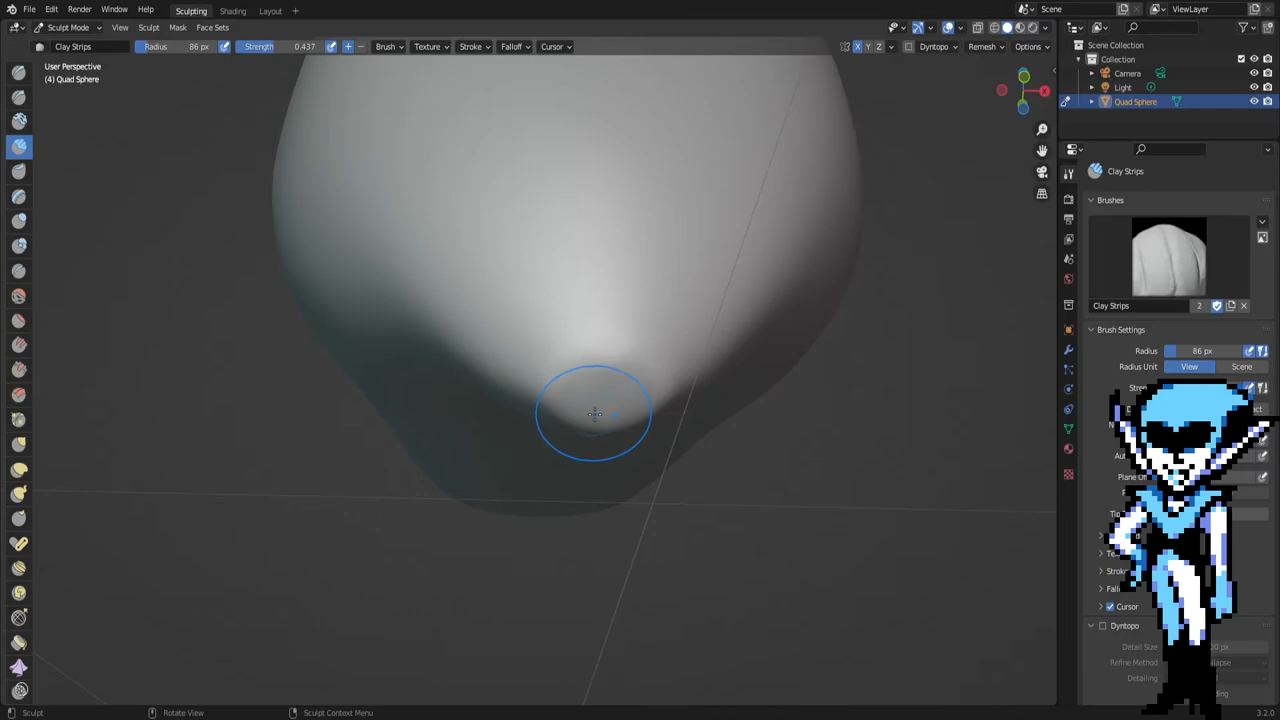 File Edit Render Window Help Sculpting Shading Layout + Scene ViewLayer
Sculpt Mode View Sculpt Mask Face Sets
Clay Strips Radius 86 px Strength 0.437 + − Brush Texture Stroke Falloff Cursor X Y Z Dyntopo Remesh Options
User Perspective
(4) Quad Sphere
X
Scene Collection
Collection
Camera
Light
Quad Sphere
Clay Strips
Brushes
Clay Strips 2
Brush Settings
Radius 86 px
Radius Unit View Scene
Cursor
Dyntopo
Detail Size
Refine Method
Detailing
Sculpt Rotate View Sculpt Context Menu 3.2.0